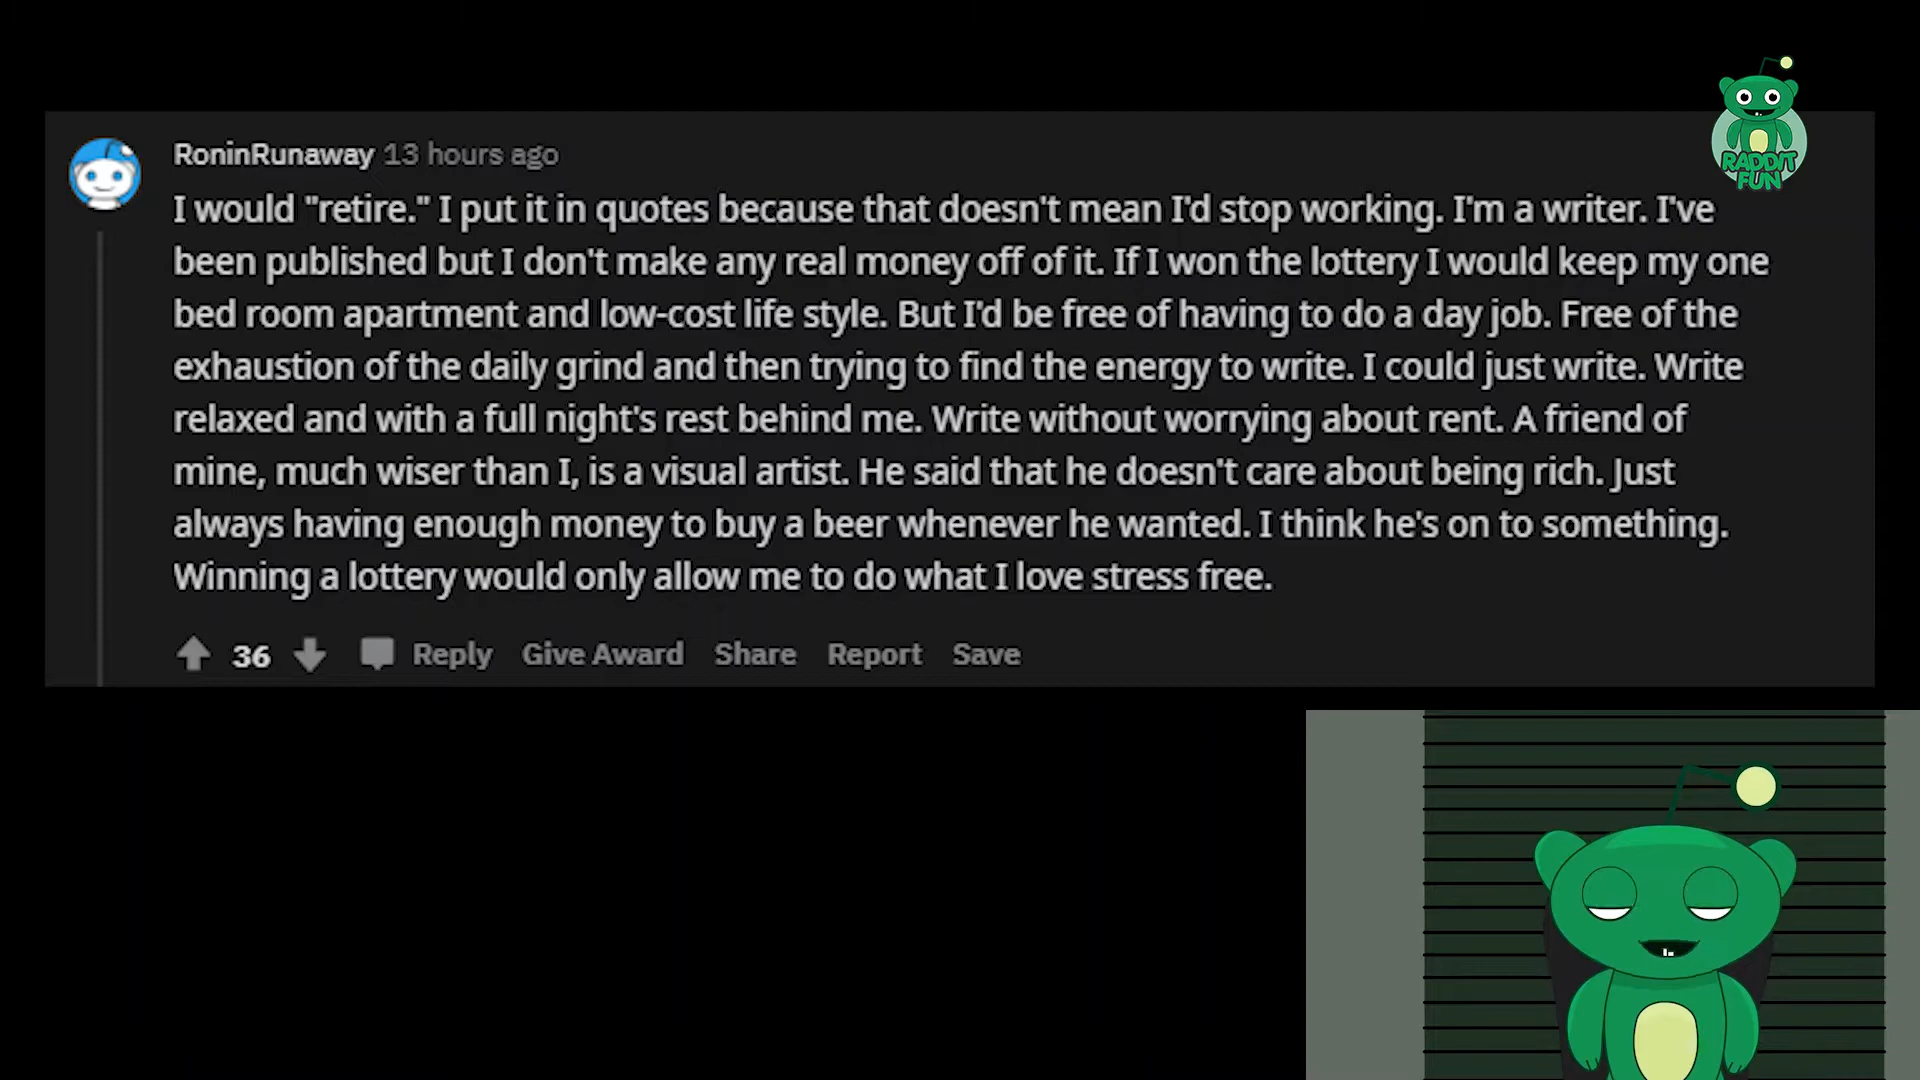 RADDIT
FUN
RoninRunaway 13 hours ago
I would "retire." I put it in quotes because that doesn't mean I'd stop working. I'm a writer. I've
been published but I don't make any real money off of it. If I won the lottery I would keep my one
bed room apartment and low-cost life style. But I'd be free of having to do a day job. Free of the
exhaustion of the daily grind and then trying to find the energy to write. I could just write. Write
relaxed and with a full night's rest behind me. Write without worrying about rent. A friend of
mine, much wiser than I, is a visual artist. He said that he doesn't care about being rich. Just
always having enough money to buy a beer whenever he wanted. I think he's on to something.
Winning a lottery would only allow me to do what I love stress free.
36 Reply Give Award Share Report Save